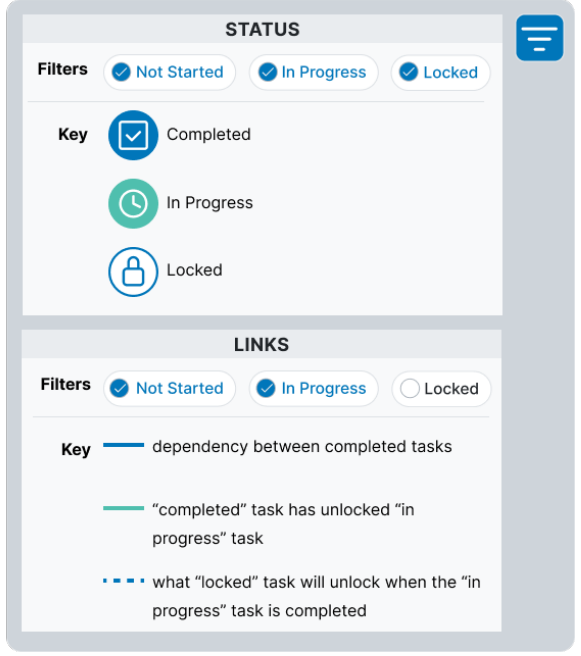 STATUS
Filters Not Started In Progress Locked
Key Completed
In Progress
Locked
LINKS
Filters Not Started In Progress Locked
Key dependency between completed tasks
“completed” task has unlocked “in
progress” task
what “locked” task will unlock when the “in
progress” task is completed